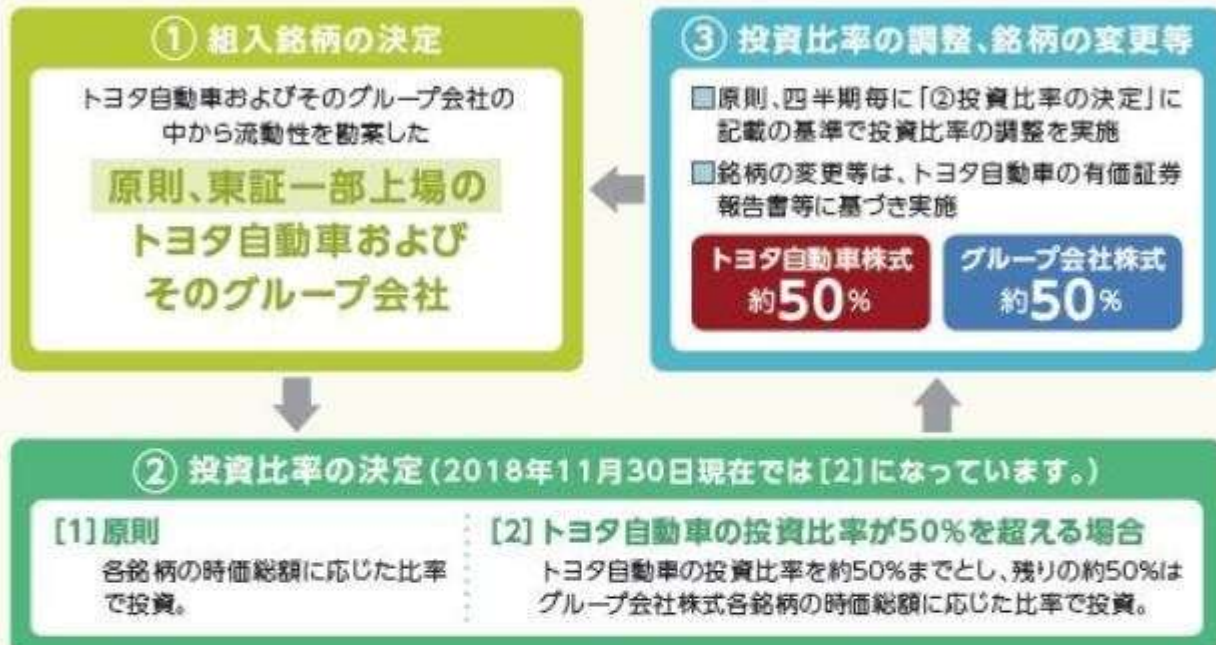 ① 組入銘柄の決定
トヨタ自動車およびそのグループ会社の
中から流動性を勘案した
原則、東証一部上場の
トヨタ自動車および
そのグループ会社
② 投資比率の決定(2018年11月30日現在では[2]になっています。)
[1]原則
各銘柄の時価総額に応じた比率
で投資。
[2]トヨタ自動車の投資比率が50%を超える場合
トヨタ自動車の投資比率を約50%までとし、残りの約50%は
グループ会社株式各銘柄の時価総額に応じた比率で投資。
③ 投資比率の調整、銘柄の変更等
原則、四半期毎に「②投資比率の決定」に
記載の基準で投資比率の調整を実施
銘柄の変更等は、トヨタ自動車の有価証券
報告書等に基づき実施
トヨタ自動車株式
約50%
グループ会社株式
約50%